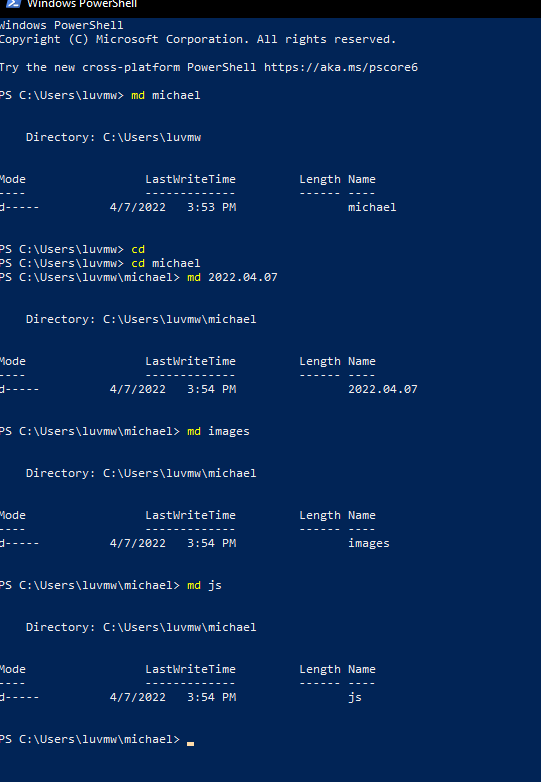 Windows PowerShell
Windows PowerShell
Copyright (C) Microsoft Corporation. All rights reserved.
Try the new cross-platform PowerShell https://aka.ms/pscore6
PS C:\Users\luvmw> md michael
Directory: C:\Users\luvmw
Mode                 LastWriteTime         Length Name
----                 -------------         ------ ----
d-----          4/7/2022   3:53 PM                michael
PS C:\Users\luvmw> cd
PS C:\Users\luvmw> cd michael
PS C:\Users\luvmw\michael> md 2022.04.07
Directory: C:\Users\luvmw\michael
Mode                 LastWriteTime         Length Name
----                 -------------         ------ ----
d-----          4/7/2022   3:54 PM                2022.04.07
PS C:\Users\luvmw\michael> md images
Directory: C:\Users\luvmw\michael
Mode                 LastWriteTime         Length Name
----                 -------------         ------ ----
d-----          4/7/2022   3:54 PM                images
PS C:\Users\luvmw\michael> md js
Directory: C:\Users\luvmw\michael
Mode                 LastWriteTime         Length Name
----                 -------------         ------ ----
d-----          4/7/2022   3:54 PM                js
PS C:\Users\luvmw\michael>